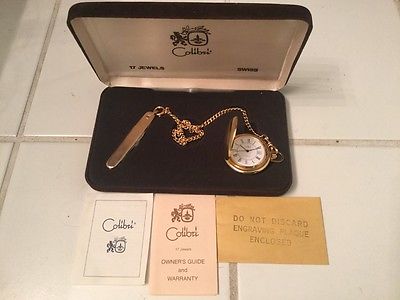 Colibri
17 JEWELS
SWISS
Colibri
Colibri
17 jewels
OWNER'S GUIDE
and
WARRANTY
DO NOT DISCARD
ENGRAVING PLAQUE
ENCLOSED